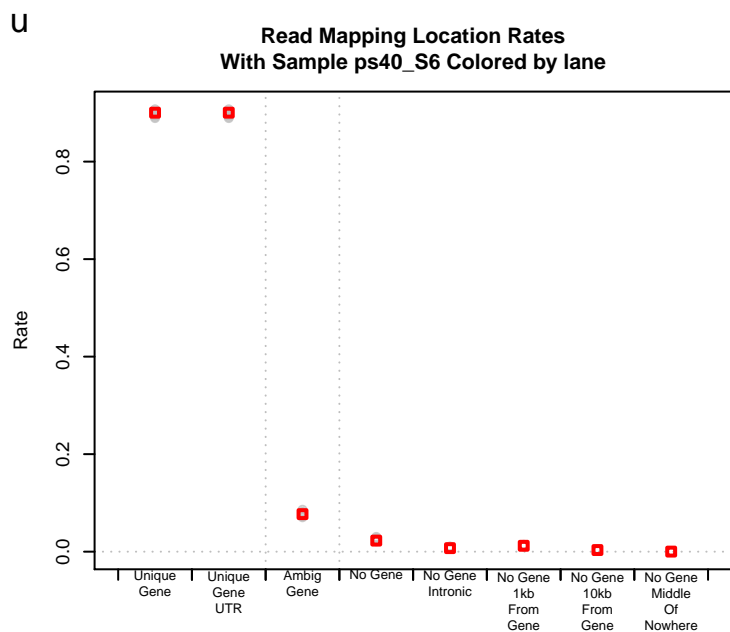 u
Read Mapping Location Rates
With Sample ps40_S6 Colored by lane
Rate
0.8
0.6
0.4
0.2
0.0
Unique
Gene
Unique
Gene
UTR
Ambig
Gene
No Gene
No Gene
Intronic
No Gene
1kb
From
Gene
No Gene
10kb
From
Gene
No Gene
Middle
Of
Nowhere